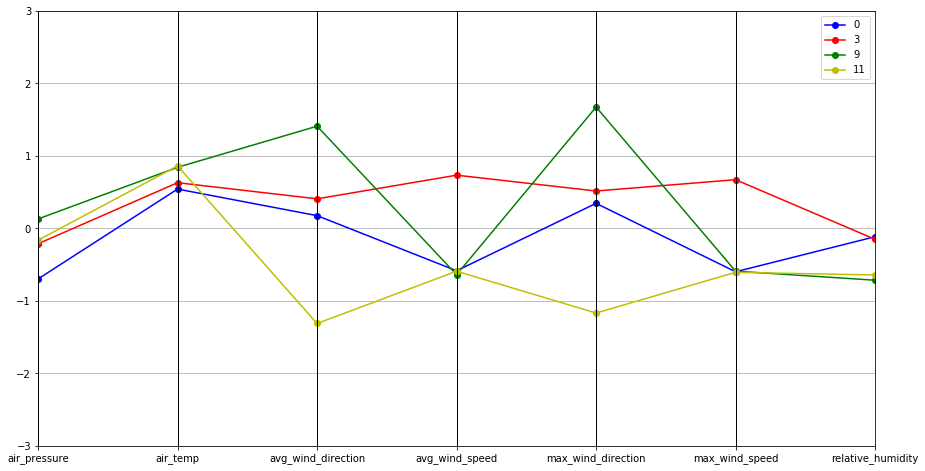 3
2
1
0
−1
−2
−3
air_pressure
air_temp
avg_wind_direction
avg_wind_speed
max_wind_direction
max_wind_speed
relative_humidity
0
3
9
11